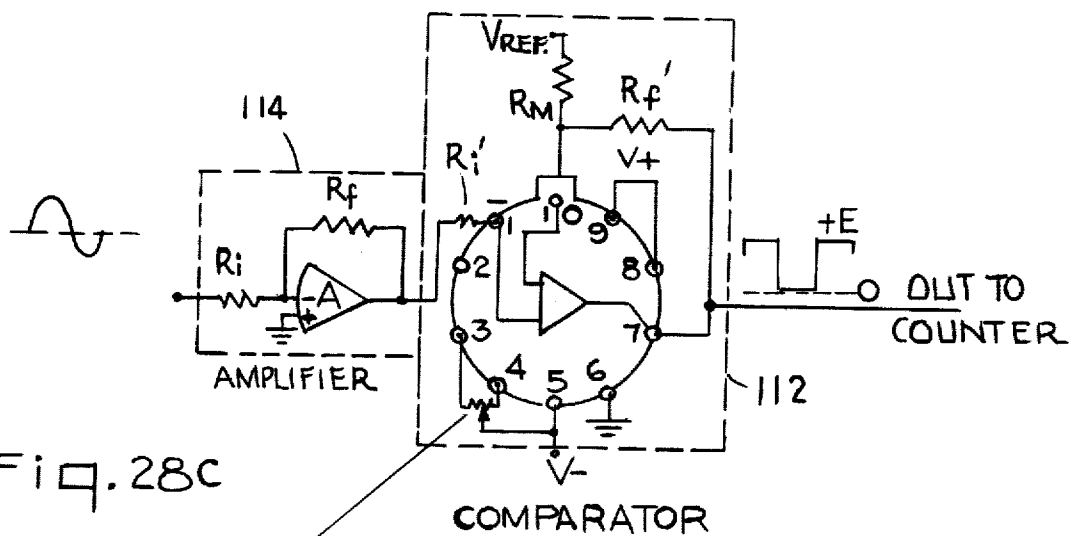 VREF.
RM
Rf'
114
Ri'
V+
Rf
Ri
-A
+
AMPLIFIER
-
1
10
9
8
7
6
5
4
3
2
+E
OUT TO
COUNTER
112
V-
COMPARATOR
Fig. 28C